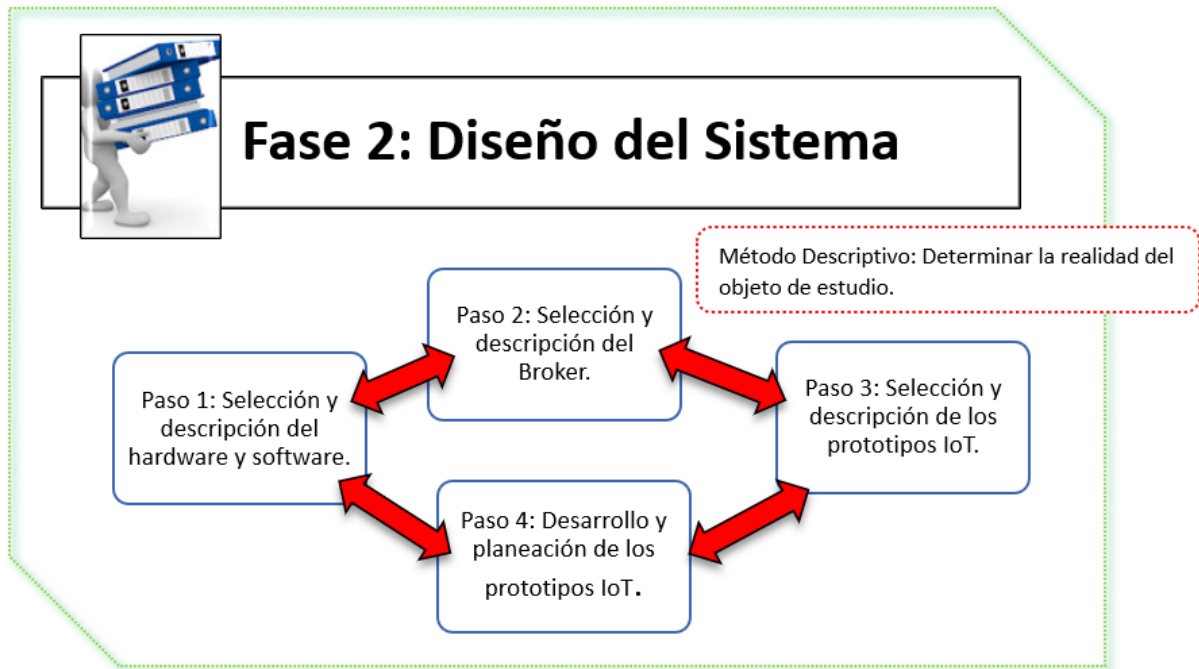 Fase 2: Diseño del Sistema
Método Descriptivo: Determinar la realidad del
objeto de estudio.
Paso 2: Selección y
descripción del
Broker.
Paso 1: Selección y
descripción del
hardware y software.
Paso 3: Selección y
descripción de los
prototipos IoT.
Paso 4: Desarrollo y
planeación de los
prototipos IoT.